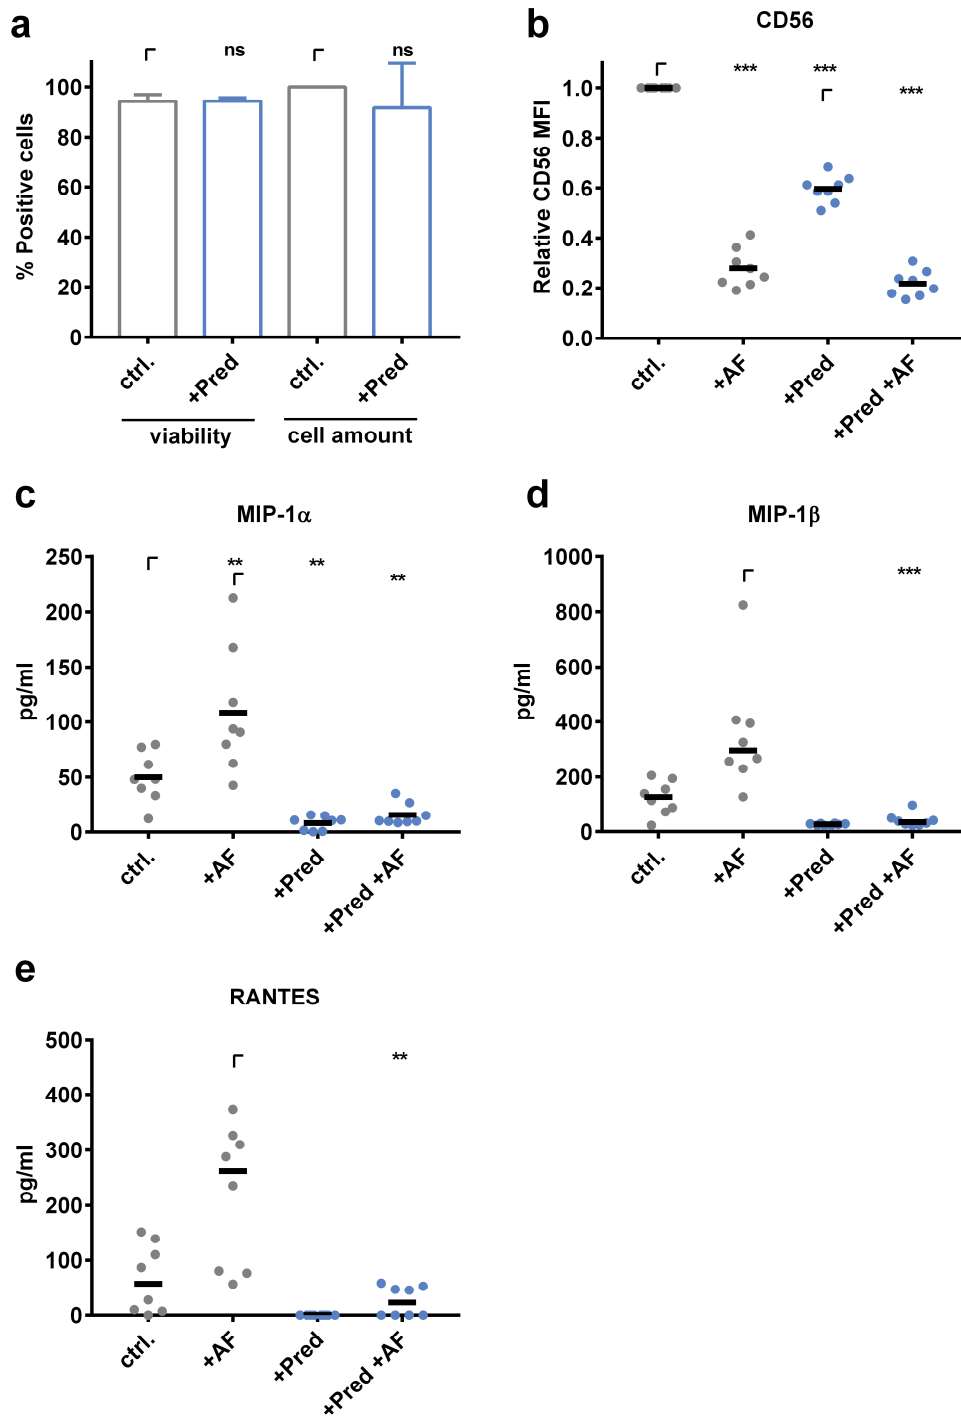 a
ns
ns
100
80
60
40
20
0
% Positive cells
ctrl.
+Pred
ctrl.
+Pred
viability
cell amount
b
CD56
***
***
***
1.0
0.8
0.6
0.4
0.2
0.0
Relative CD56 MFI
ctrl.
+AF
+Pred
+Pred +AF
c
MIP-1α
**
**
**
250
200
150
100
50
0
pg/ml
ctrl.
+AF
+Pred
+Pred +AF
d
MIP-1β
***
1000
800
600
400
200
0
pg/ml
ctrl.
+AF
+Pred
+Pred +AF
e
RANTES
**
500
400
300
200
100
0
pg/ml
ctrl.
+AF
+Pred
+Pred +AF